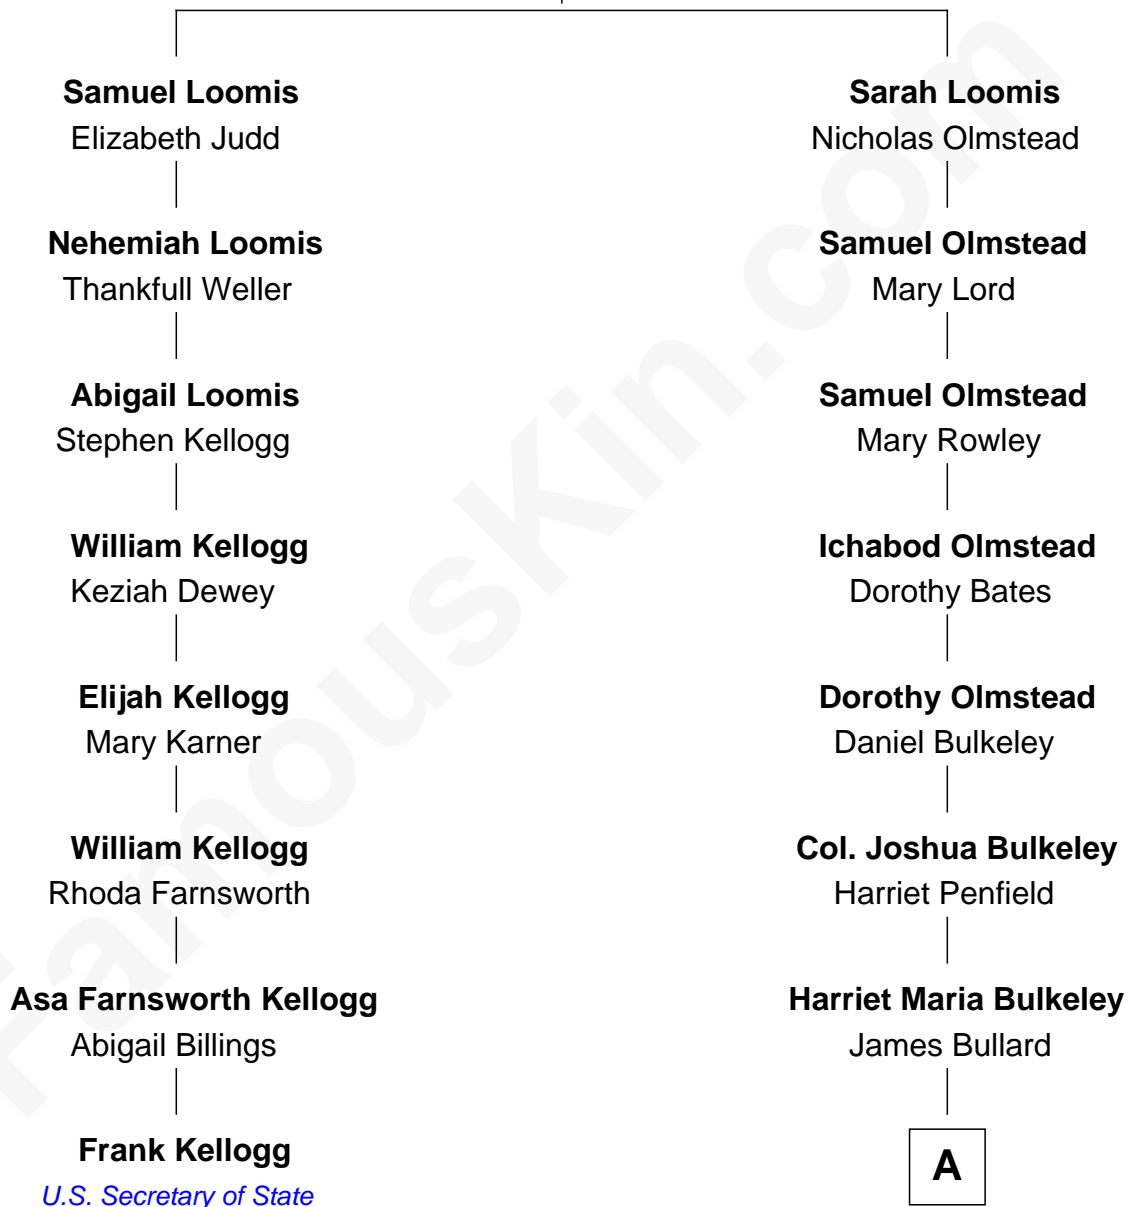 Samuel Loomis
Elizabeth Judd
Nehemiah Loomis
Thankfull Weller
Abigail Loomis
Stephen Kellogg
William Kellogg
Keziah Dewey
Elijah Kellogg
Mary Karner
William Kellogg
Rhoda Farnsworth
Asa Farnsworth Kellogg
Abigail Billings
Frank Kellogg
U.S. Secretary of State
Sarah Loomis
Nicholas Olmstead
Samuel Olmstead
Mary Lord
Samuel Olmstead
Mary Rowley
Ichabod Olmstead
Dorothy Bates
Dorothy Olmstead
Daniel Bulkeley
Col. Joshua Bulkeley
Harriet Penfield
Harriet Maria Bulkeley
James Bullard
A
FamousKin.com